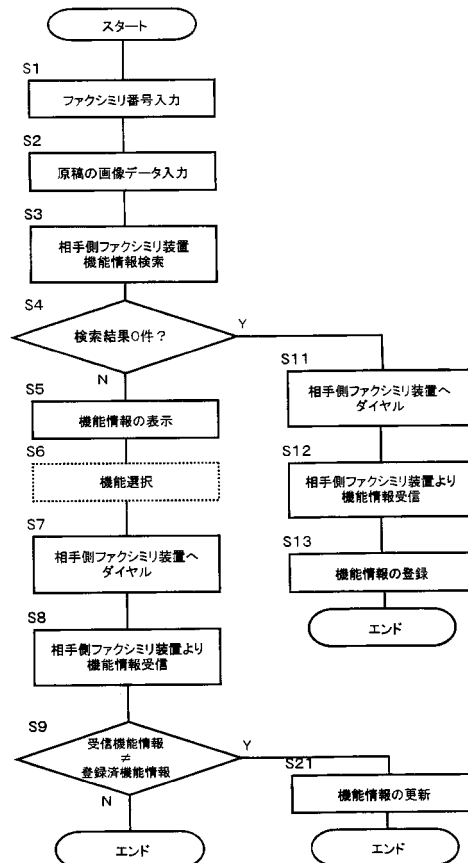 スタート
S1
ファクシミリ番号入力
S2
原稿の画像データ入力
S3
相手側ファクシミリ装置
機能情報検索
S4
検索結果0件？
Y
N
S5
機能情報の表示
S6
機能選択
S7
相手側ファクシミリ装置へ
ダイヤル
S8
相手側ファクシミリ装置より
機能情報受信
S9
受信機能情報
≠
登録済機能情報
Y
N
エンド
S11
相手側ファクシミリ装置へ
ダイヤル
S12
相手側ファクシミリ装置より
機能情報受信
S13
機能情報の登録
エンド
S21
機能情報の更新
エンド